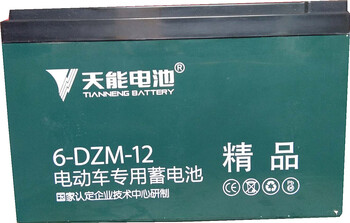 天能电池®
TIANNENG BATTERY
6-DZM-12
电动车专用蓄电池
国家认定企业技术中心研制
精品